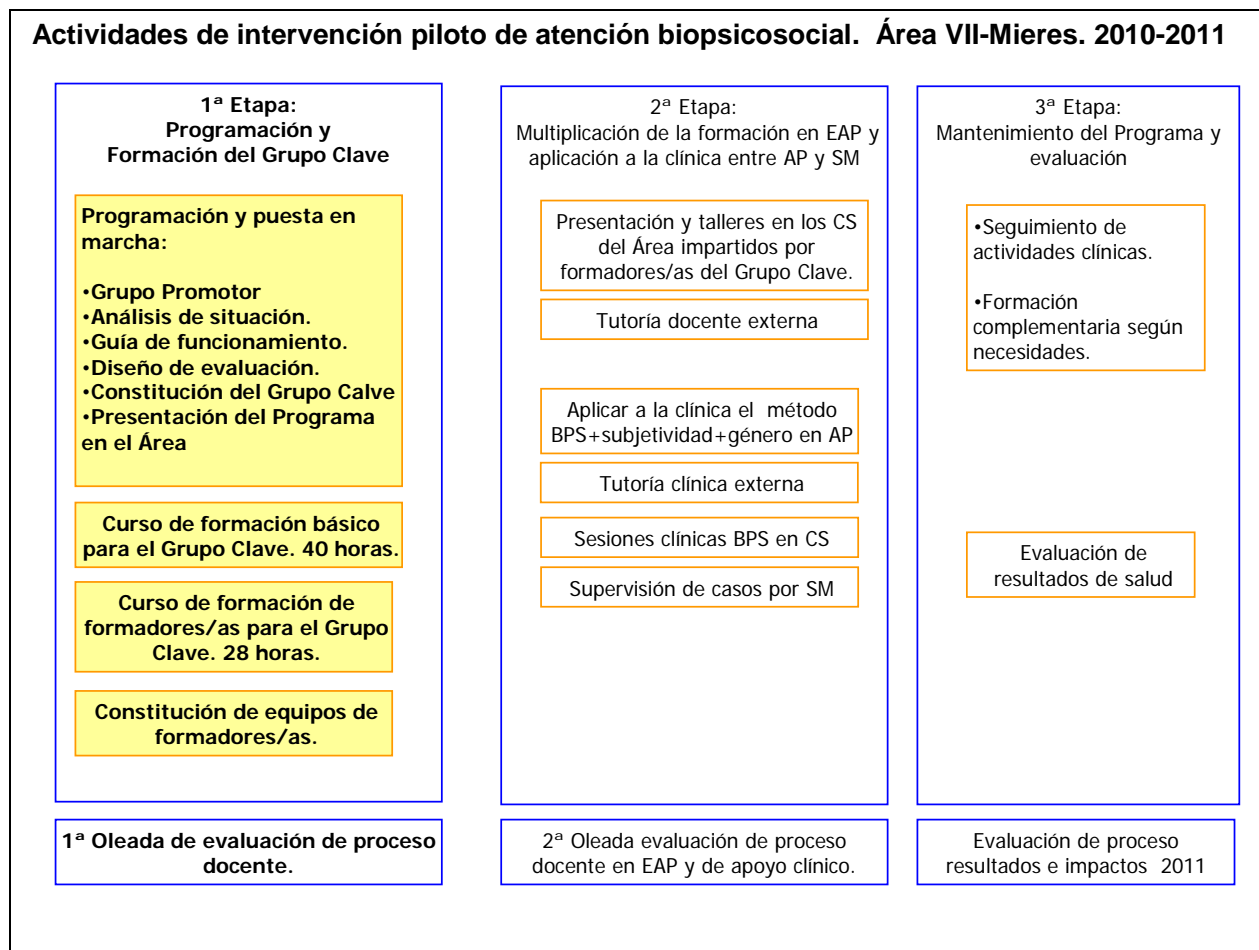 Actividades de intervención piloto de atención biopsicosocial.  Área VII-Mieres. 2010-2011
1ª Etapa:
Programación y
Formación del Grupo Clave
Programación y puesta en
marcha:
•Grupo Promotor
•Análisis de situación.
•Guía de funcionamiento.
•Diseño de evaluación.
•Constitución del Grupo Calve
•Presentación del Programa
en el Área
Curso de formación básico
para el Grupo Clave. 40 horas.
Curso de formación de
formadores/as para el Grupo
Clave. 28 horas.
Constitución de equipos de
formadores/as.
1ª Oleada de evaluación de proceso
docente.
2ª Etapa:
Multiplicación de la formación en EAP y
aplicación a la clínica entre AP y SM
Presentación y talleres en los CS
del Área impartidos por
formadores/as del Grupo Clave.
Tutoría docente externa
Aplicar a la clínica el  método
BPS+subjetividad+género en AP
Tutoría clínica externa
Sesiones clínicas BPS en CS
Supervisión de casos por SM
2ª Oleada evaluación de proceso
docente en EAP y de apoyo clínico.
3ª Etapa:
Mantenimiento del Programa y
evaluación
•Seguimiento de
actividades clínicas.
•Formación
complementaria según
necesidades.
Evaluación de
resultados de salud
Evaluación de proceso
resultados e impactos  2011